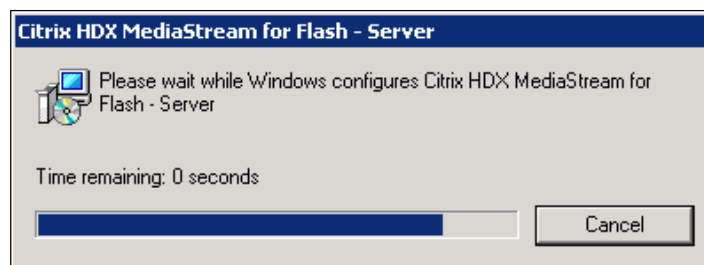 Citrix HDX MediaStream for Flash - Server
Please wait while Windows configures Citrix HDX MediaStream for
Flash - Server
Time remaining: 0 seconds
Cancel